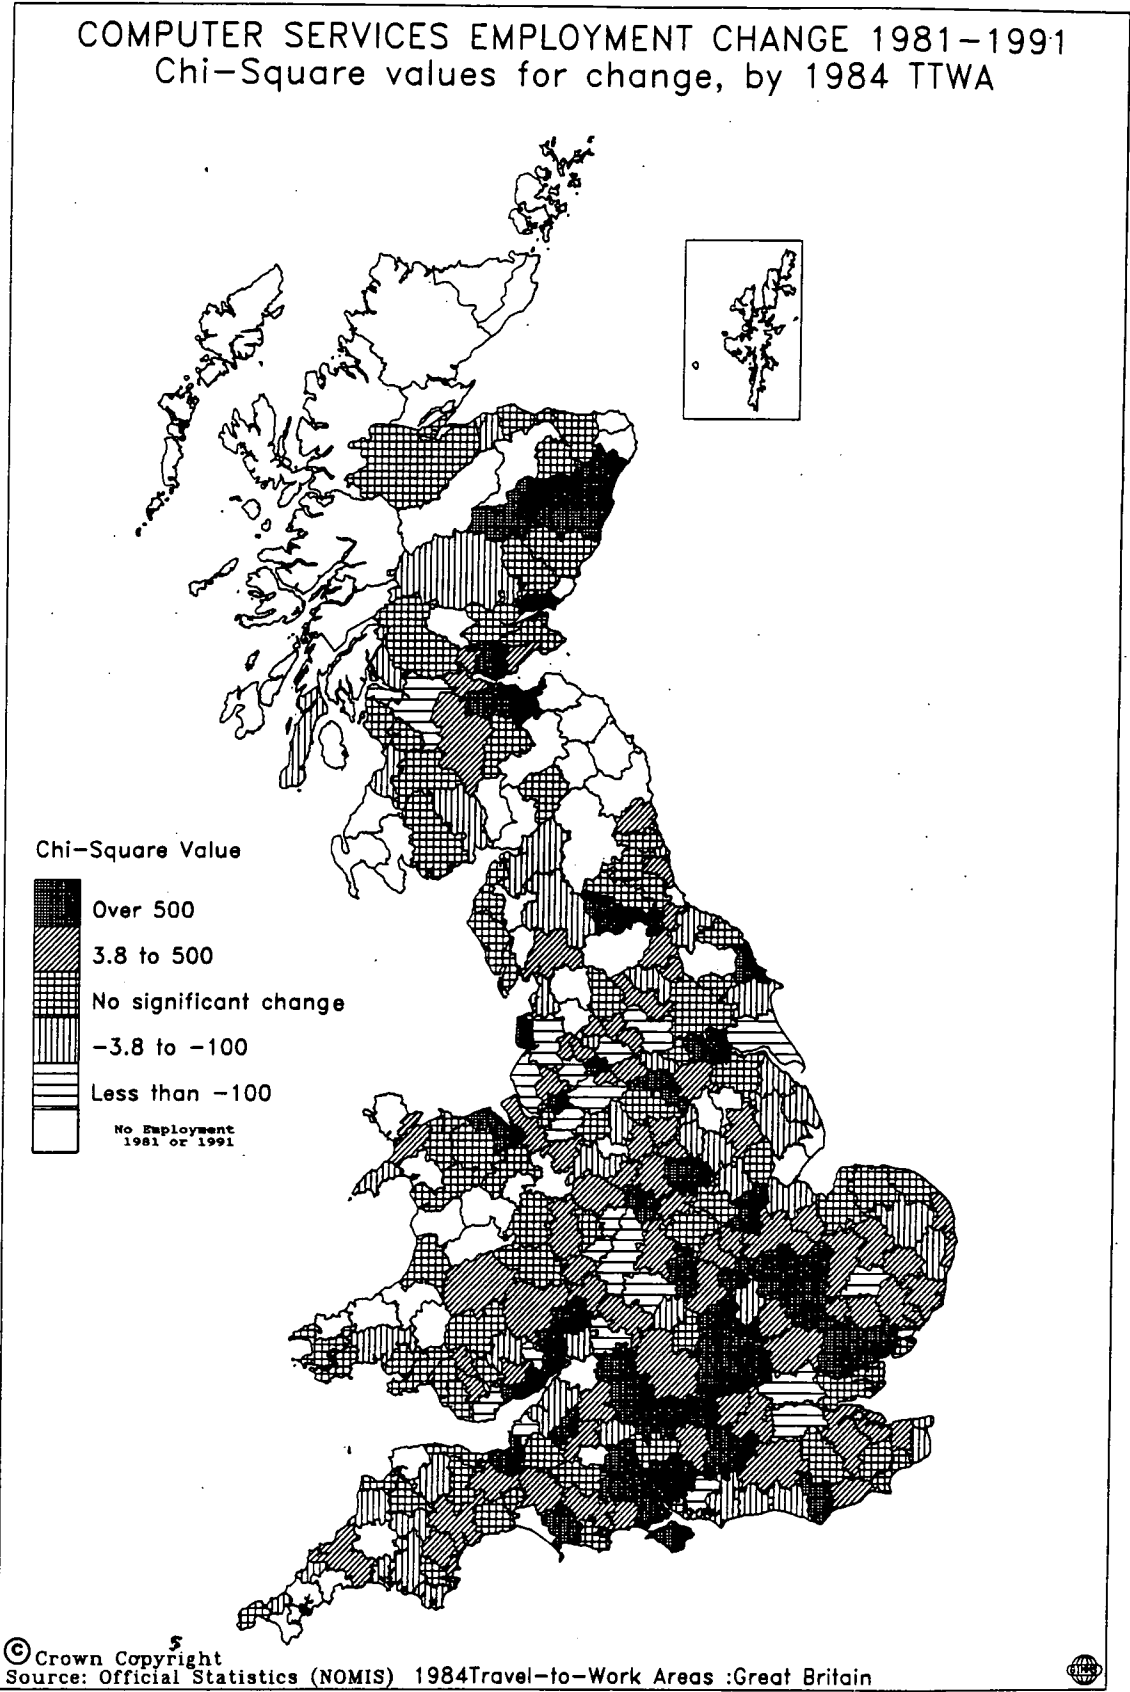 COMPUTER SERVICES EMPLOYMENT CHANGE 1981-1991
Chi-Square values for change, by 1984 TTWA
Chi-Square Value
Over 500
3.8 to 500
No significant change
-3.8 to -100
Less than -100
No Employment
1981 or 1991
© Crown Copyright
Source: Official Statistics (NOMIS) 1984Travel-to-Work Areas :Great Britain